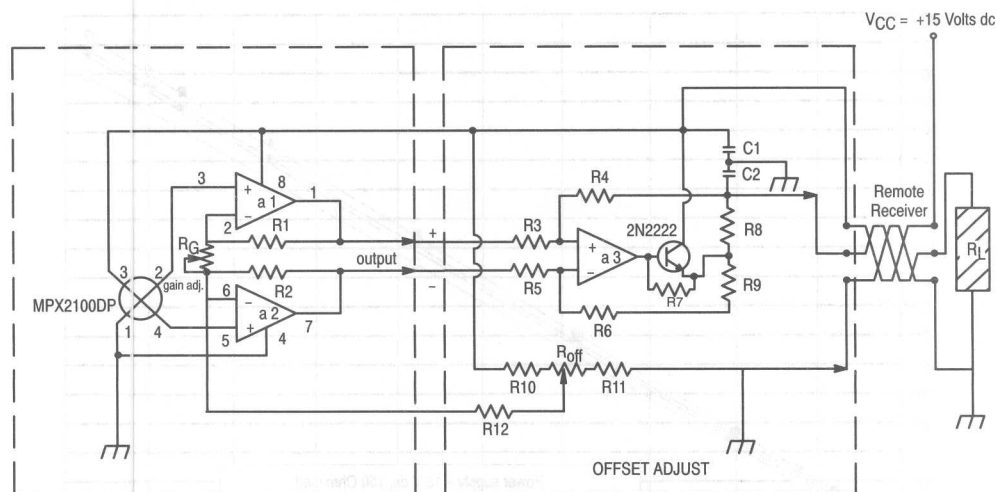 V_CC = +15 Volts dc
C1
C2
3
8
1
+
a 1
−
2
R4
Remote
Receiver
R_G
R1
+
R3
2N2222
R8
3
2
gain adj.
R2
output
+
a 3
−
R_L
MPX2100DP
6
−
a 2
+
−
R5
R7
R9
1
4
5
4
7
R6
R_off
R10
R11
R12
OFFSET ADJUST